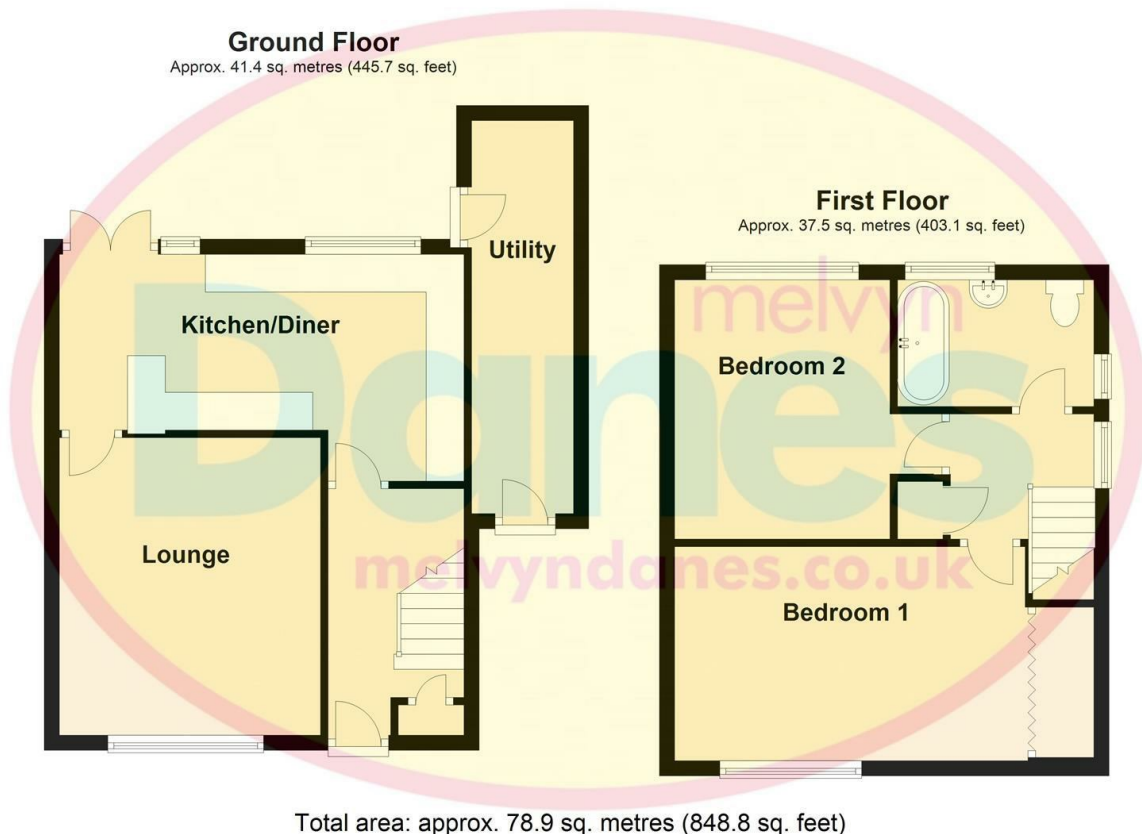 Ground Floor
Approx. 41.4 sq. metres (445.7 sq. feet)
Utility
Kitchen/Diner
Lounge
First Floor
Approx. 37.5 sq. metres (403.1 sq. feet)
Bedroom 2
Bedroom 1
melvyn
Danes
melvyndanes.co.uk
Total area: approx. 78.9 sq. metres (848.8 sq. feet)